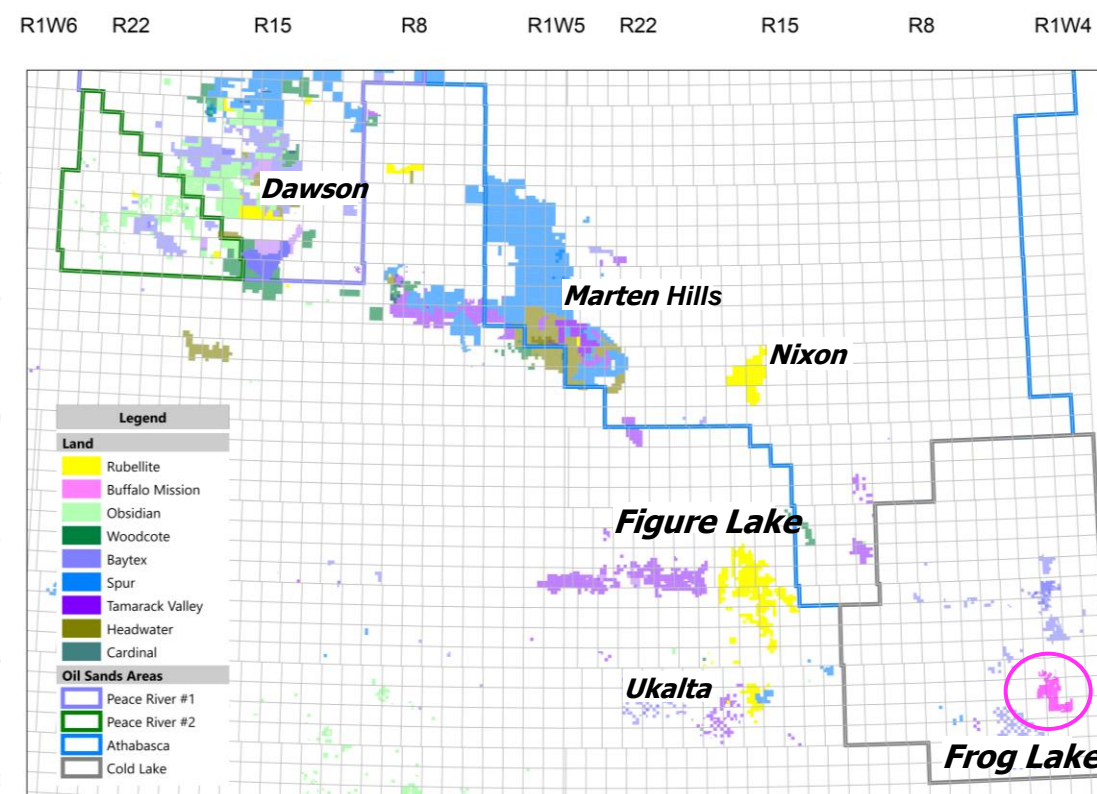 R1W6 R22 R15 R8 R1W5 R22 R15 R8 R1W4
Dawson
Marten Hills
Nixon
Legend
Land
Rubellite
Buffalo Mission
Obsidian
Woodcote
Baytex
Spur
Tamarack Valley
Headwater
Cardinal
Oil Sands Areas
Peace River #1
Peace River #2
Athabasca
Cold Lake
Figure Lake
Ukalta
Frog Lake